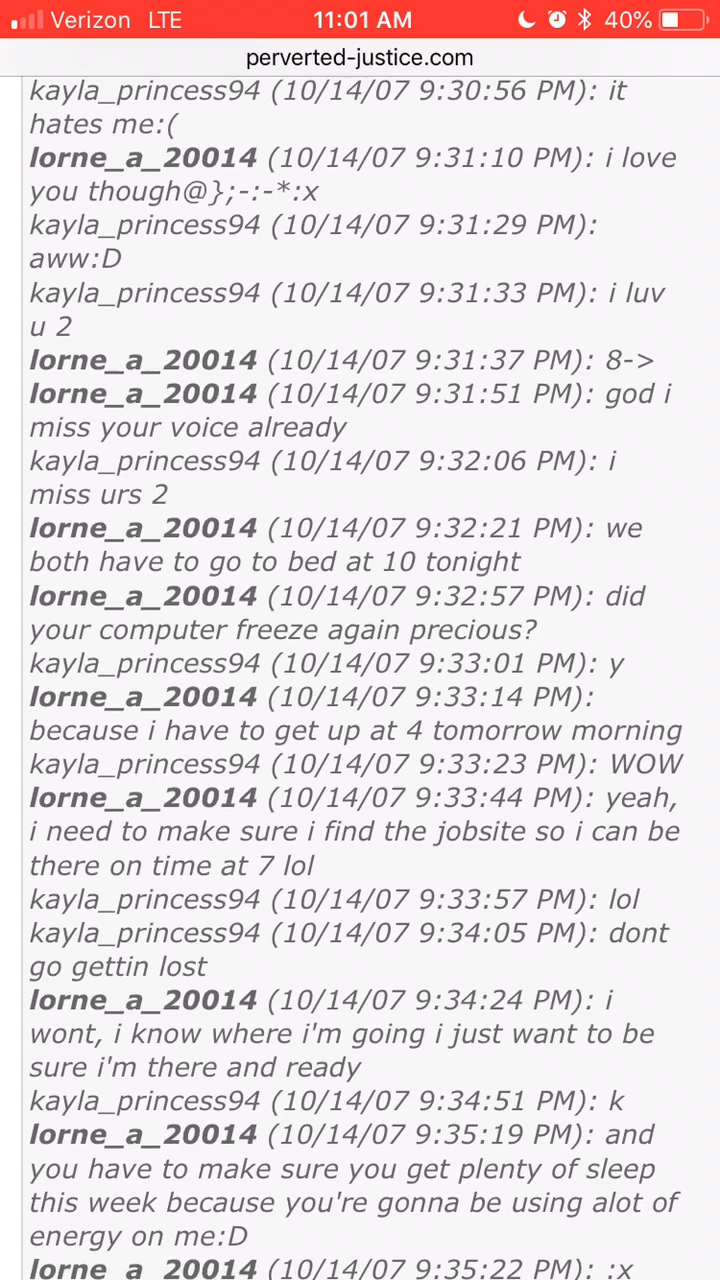 Verizon LTE 11:01 AM 40%
perverted-justice.com
kayla_princess94 (10/14/07 9:30:56 PM): it
hates me:(
lorne_a_20014 (10/14/07 9:31:10 PM): i love
you though@};-:-*:x
kayla_princess94 (10/14/07 9:31:29 PM):
aww:D
kayla_princess94 (10/14/07 9:31:33 PM): i luv
u 2
lorne_a_20014 (10/14/07 9:31:37 PM): 8->
lorne_a_20014 (10/14/07 9:31:51 PM): god i
miss your voice already
kayla_princess94 (10/14/07 9:32:06 PM): i
miss urs 2
lorne_a_20014 (10/14/07 9:32:21 PM): we
both have to go to bed at 10 tonight
lorne_a_20014 (10/14/07 9:32:57 PM): did
your computer freeze again precious?
kayla_princess94 (10/14/07 9:33:01 PM): y
lorne_a_20014 (10/14/07 9:33:14 PM):
because i have to get up at 4 tomorrow morning
kayla_princess94 (10/14/07 9:33:23 PM): WOW
lorne_a_20014 (10/14/07 9:33:44 PM): yeah,
i need to make sure i find the jobsite so i can be
there on time at 7 lol
kayla_princess94 (10/14/07 9:33:57 PM): lol
kayla_princess94 (10/14/07 9:34:05 PM): dont
go gettin lost
lorne_a_20014 (10/14/07 9:34:24 PM): i
wont, i know where i'm going i just want to be
sure i'm there and ready
kayla_princess94 (10/14/07 9:34:51 PM): k
lorne_a_20014 (10/14/07 9:35:19 PM): and
you have to make sure you get plenty of sleep
this week because you're gonna be using alot of
energy on me:D
lorne_a_20014 (10/14/07 9:35:22 PM): :x